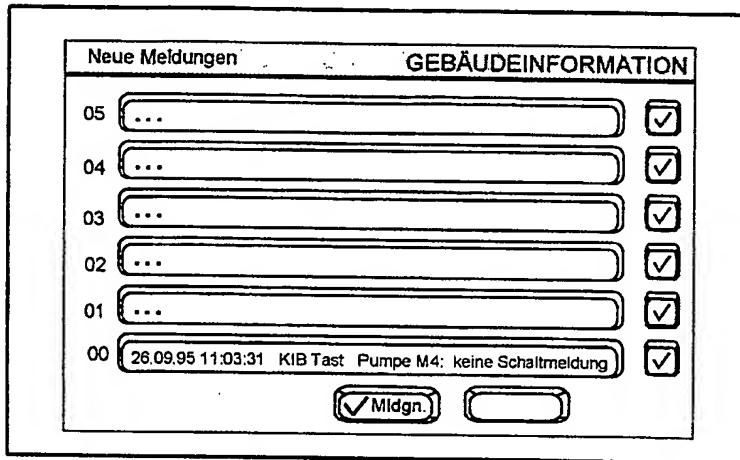 Neue Meldungen GEBÄUDEINFORMATION
05 ...
04 ...
03 ...
02 ...
01 ...
00 26.09.95 11:03:31 KIB Tast Pumpe M4: keine Schaltmeldung
Mldgn.